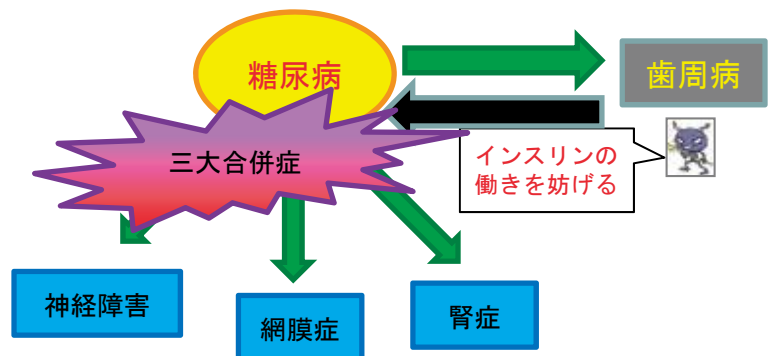 糖尿病
歯周病
三大合併症
インスリンの
働きを妨げる
神経障害
網膜症
腎症